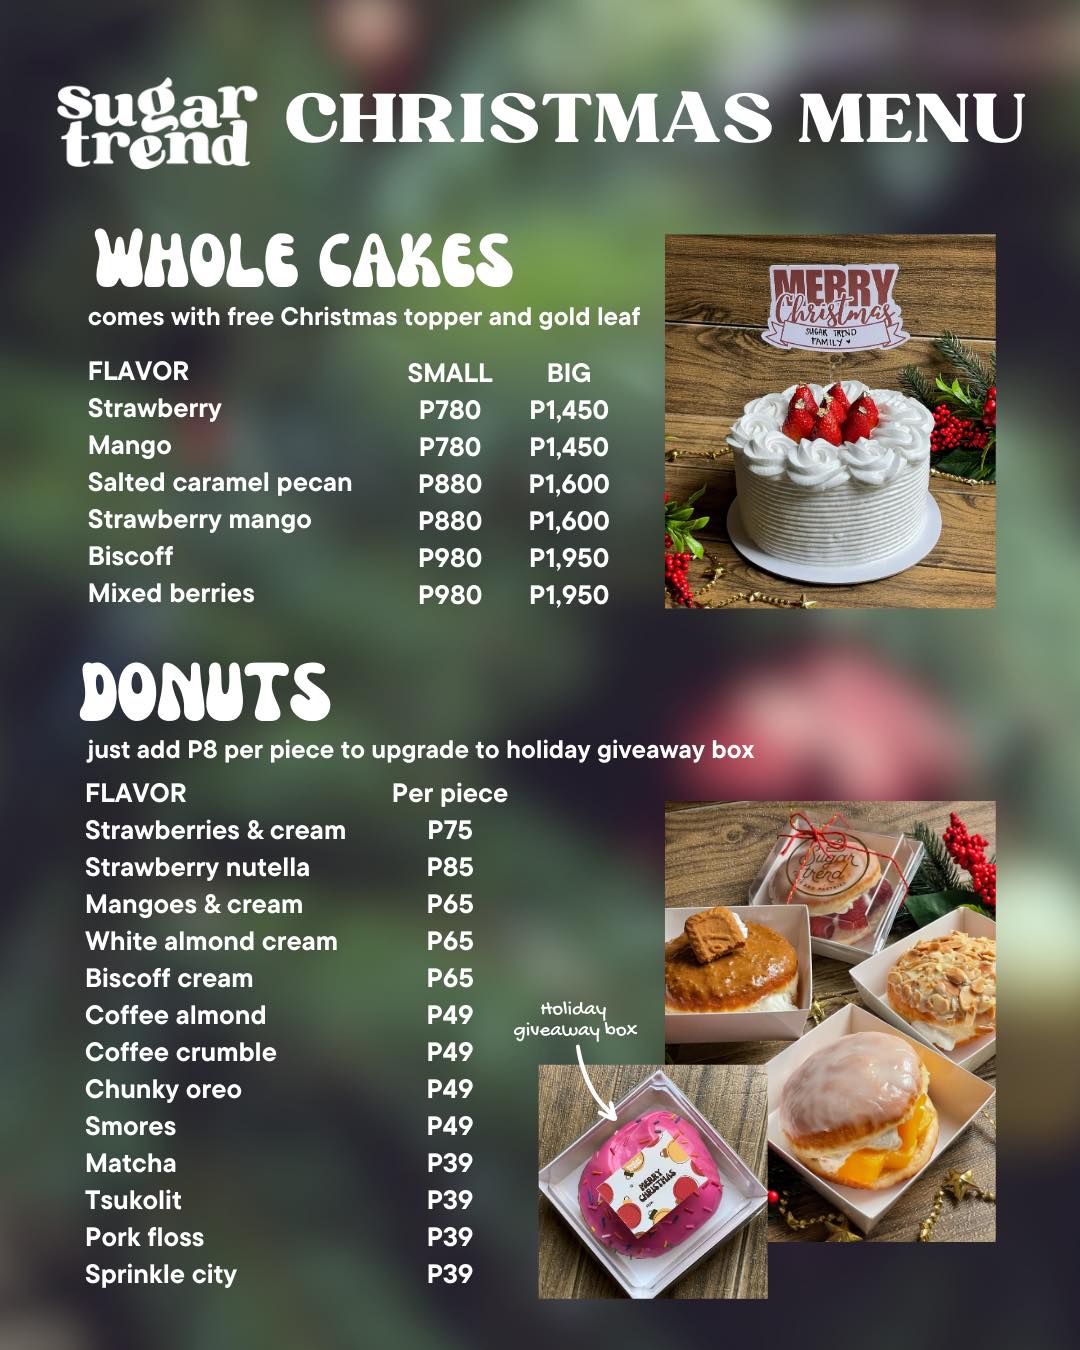 sugar
trend
CHRISTMAS MENU
WHOLE CAKES
comes with free Christmas topper and gold leaf
FLAVOR SMALL BIG
Strawberry P780 P1,450
Mango P780 P1,450
Salted caramel pecan P880 P1,600
Strawberry mango P880 P1,600
Biscoff P980 P1,950
Mixed berries P980 P1,950
MERRY
Christmas
SUGAR TREND
FAMILY
DONUTS
just add P8 per piece to upgrade to holiday giveaway box
FLAVOR Per piece
Strawberries & cream P75
Strawberry nutella P85
Mangoes & cream P65
White almond cream P65
Biscoff cream P65
Coffee almond P49
Coffee crumble P49
Chunky oreo P49
Smores P49
Matcha P39
Tsukolit P39
Pork floss P39
Sprinkle city P39
Sugar
trend
Holiday
giveaway box
MERRY
CHRISTMAS